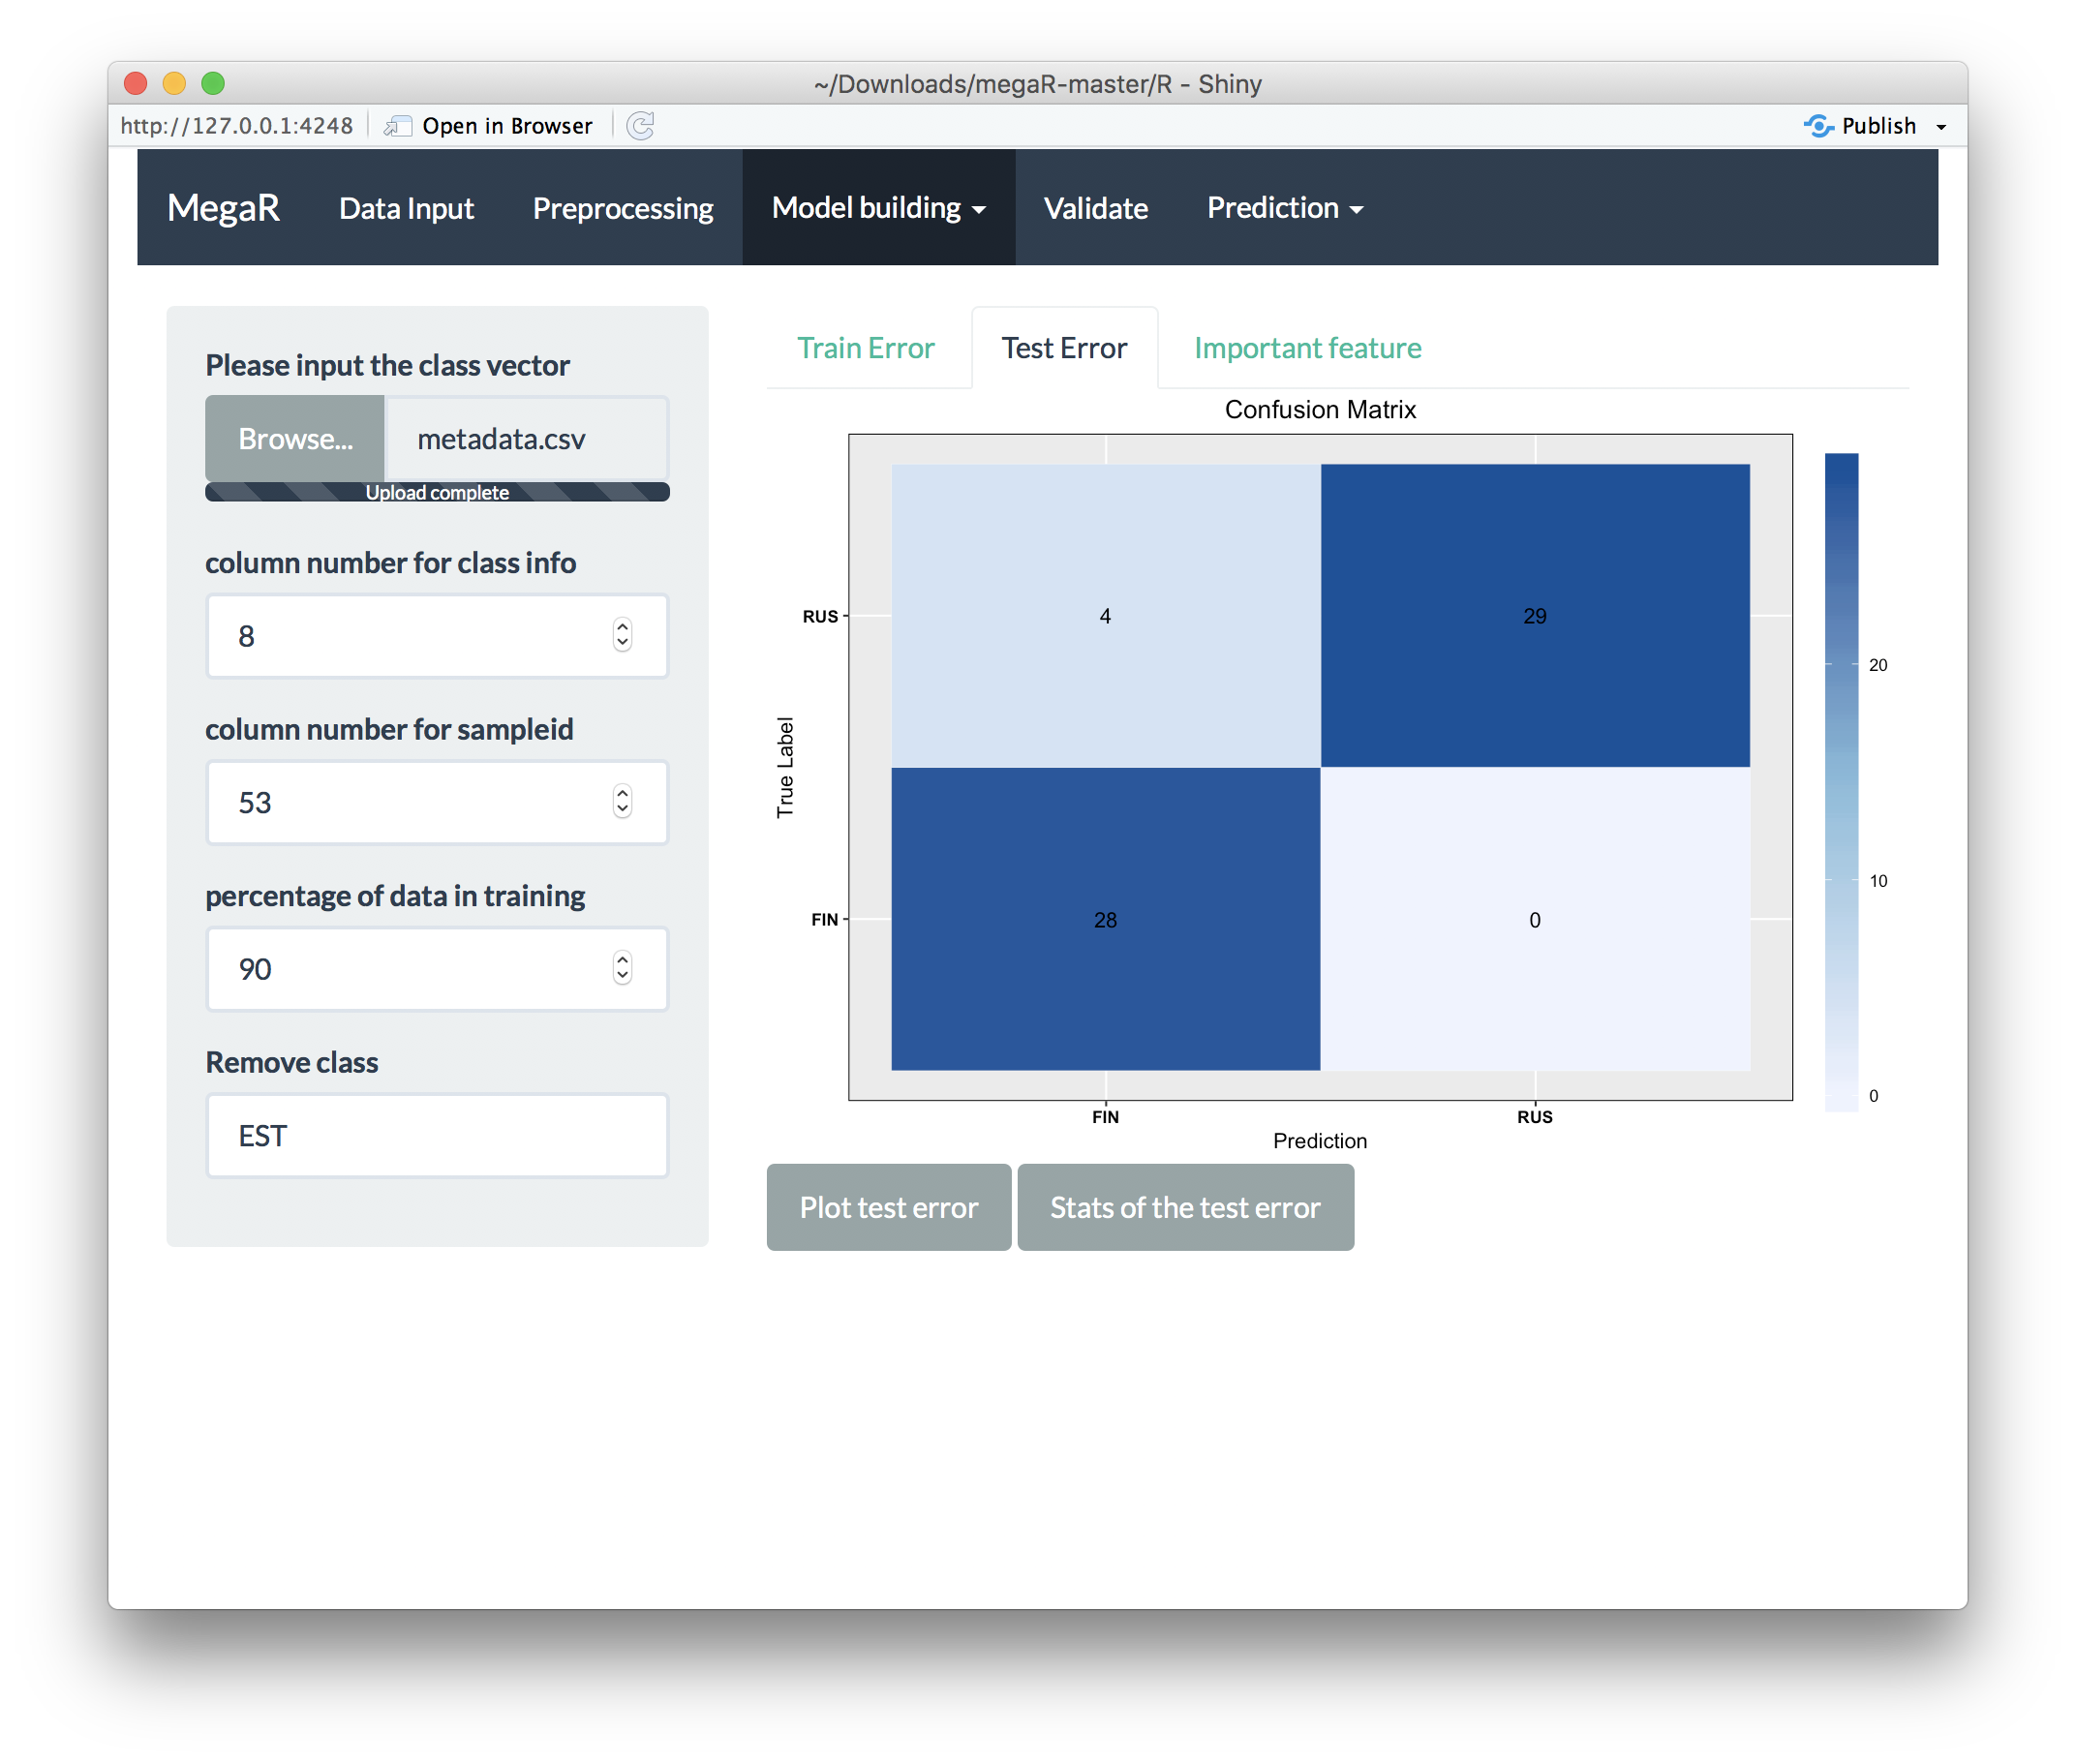 ~/Downloads/megaR-master/R - Shiny
http://127.0.0.1:4248 Open in Browser Publish
MegaR Data Input Preprocessing Model building Validate Prediction
Please input the class vector
Browse... metadata.csv
Upload complete
column number for class info
8
column number for sampleid
53
percentage of data in training
90
Remove class
EST
Train Error Test Error Important feature
Confusion Matrix
RUS 4 29
20
True Label
10
FIN 28 0
0
FIN RUS
Prediction
Plot test error Stats of the test error